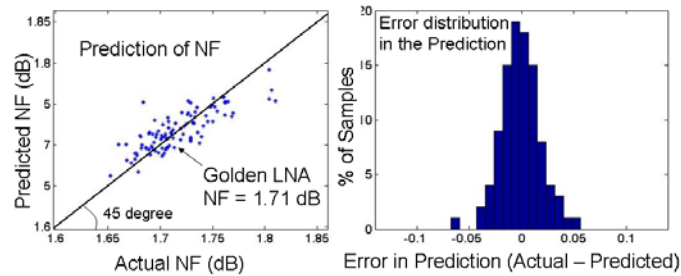 Prediction of NF
Predicted NF (dB)
1.85
1.8
5
7
5
1.6
Golden LNA
NF = 1.71 dB
45 degree
1.6
1.65
1.7
1.75
1.8
1.85
Actual NF (dB)
Error distribution
in the Prediction
% of Samples
20
15
10
5
0
-0.1
-0.05
0
0.05
0.1
Error in Prediction (Actual – Predicted)